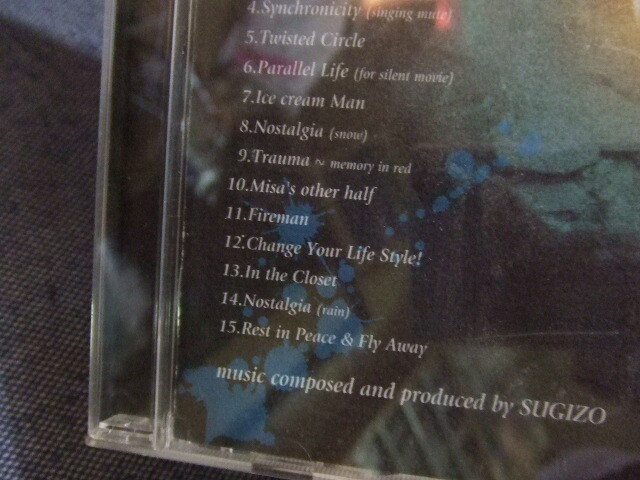 4.Synchronicity (singing mute)
5.Twisted Circle
6.Parallel Life (for silent movie)
7.Ice cream Man
8.Nostalgia (snow)
9.Trauma ~ memory in red
10.Misa's other half
11.Fireman
12.Change Your Life Style!
13.In the Closet
14.Nostalgia (rain)
15.Rest in Peace & Fly Away
music composed and produced by SUGIZO